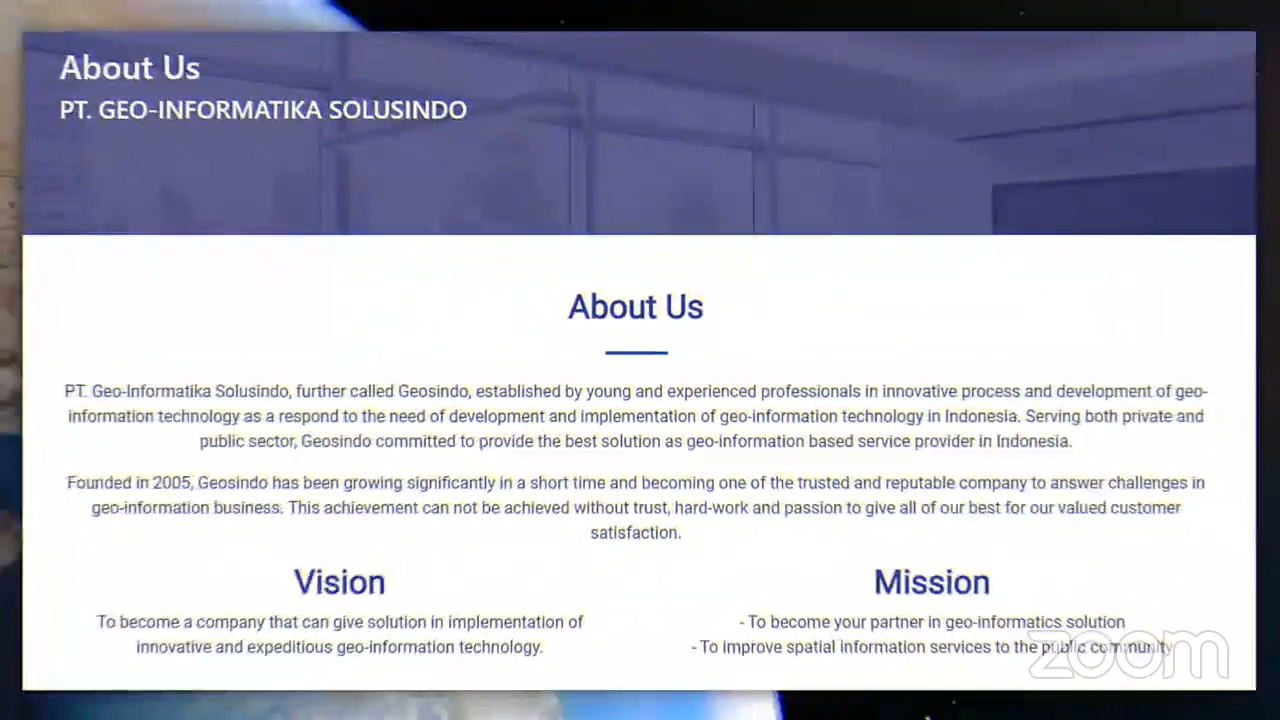 About Us
PT. GEO-INFORMATIKA SOLUSINDO
About Us
PT. Geo-Informatika Solusindo, further called Geosindo, established by young and experienced professionals in innovative process and development of geo-
information technology as a respond to the need of development and implementation of geo-information technology in Indonesia. Serving both private and
public sector, Geosindo committed to provide the best solution as geo-information based service provider in Indonesia.
Founded in 2005, Geosindo has been growing significantly in a short time and becoming one of the trusted and reputable company to answer challenges in
geo-information business. This achievement can not be achieved without trust, hard-work and passion to give all of our best for our valued customer
satisfaction.
Vision
To become a company that can give solution in implementation of
innovative and expeditious geo-information technology.
Mission
- To become your partner in geo-informatics solution
- To improve spatial information services to the public community
zoom